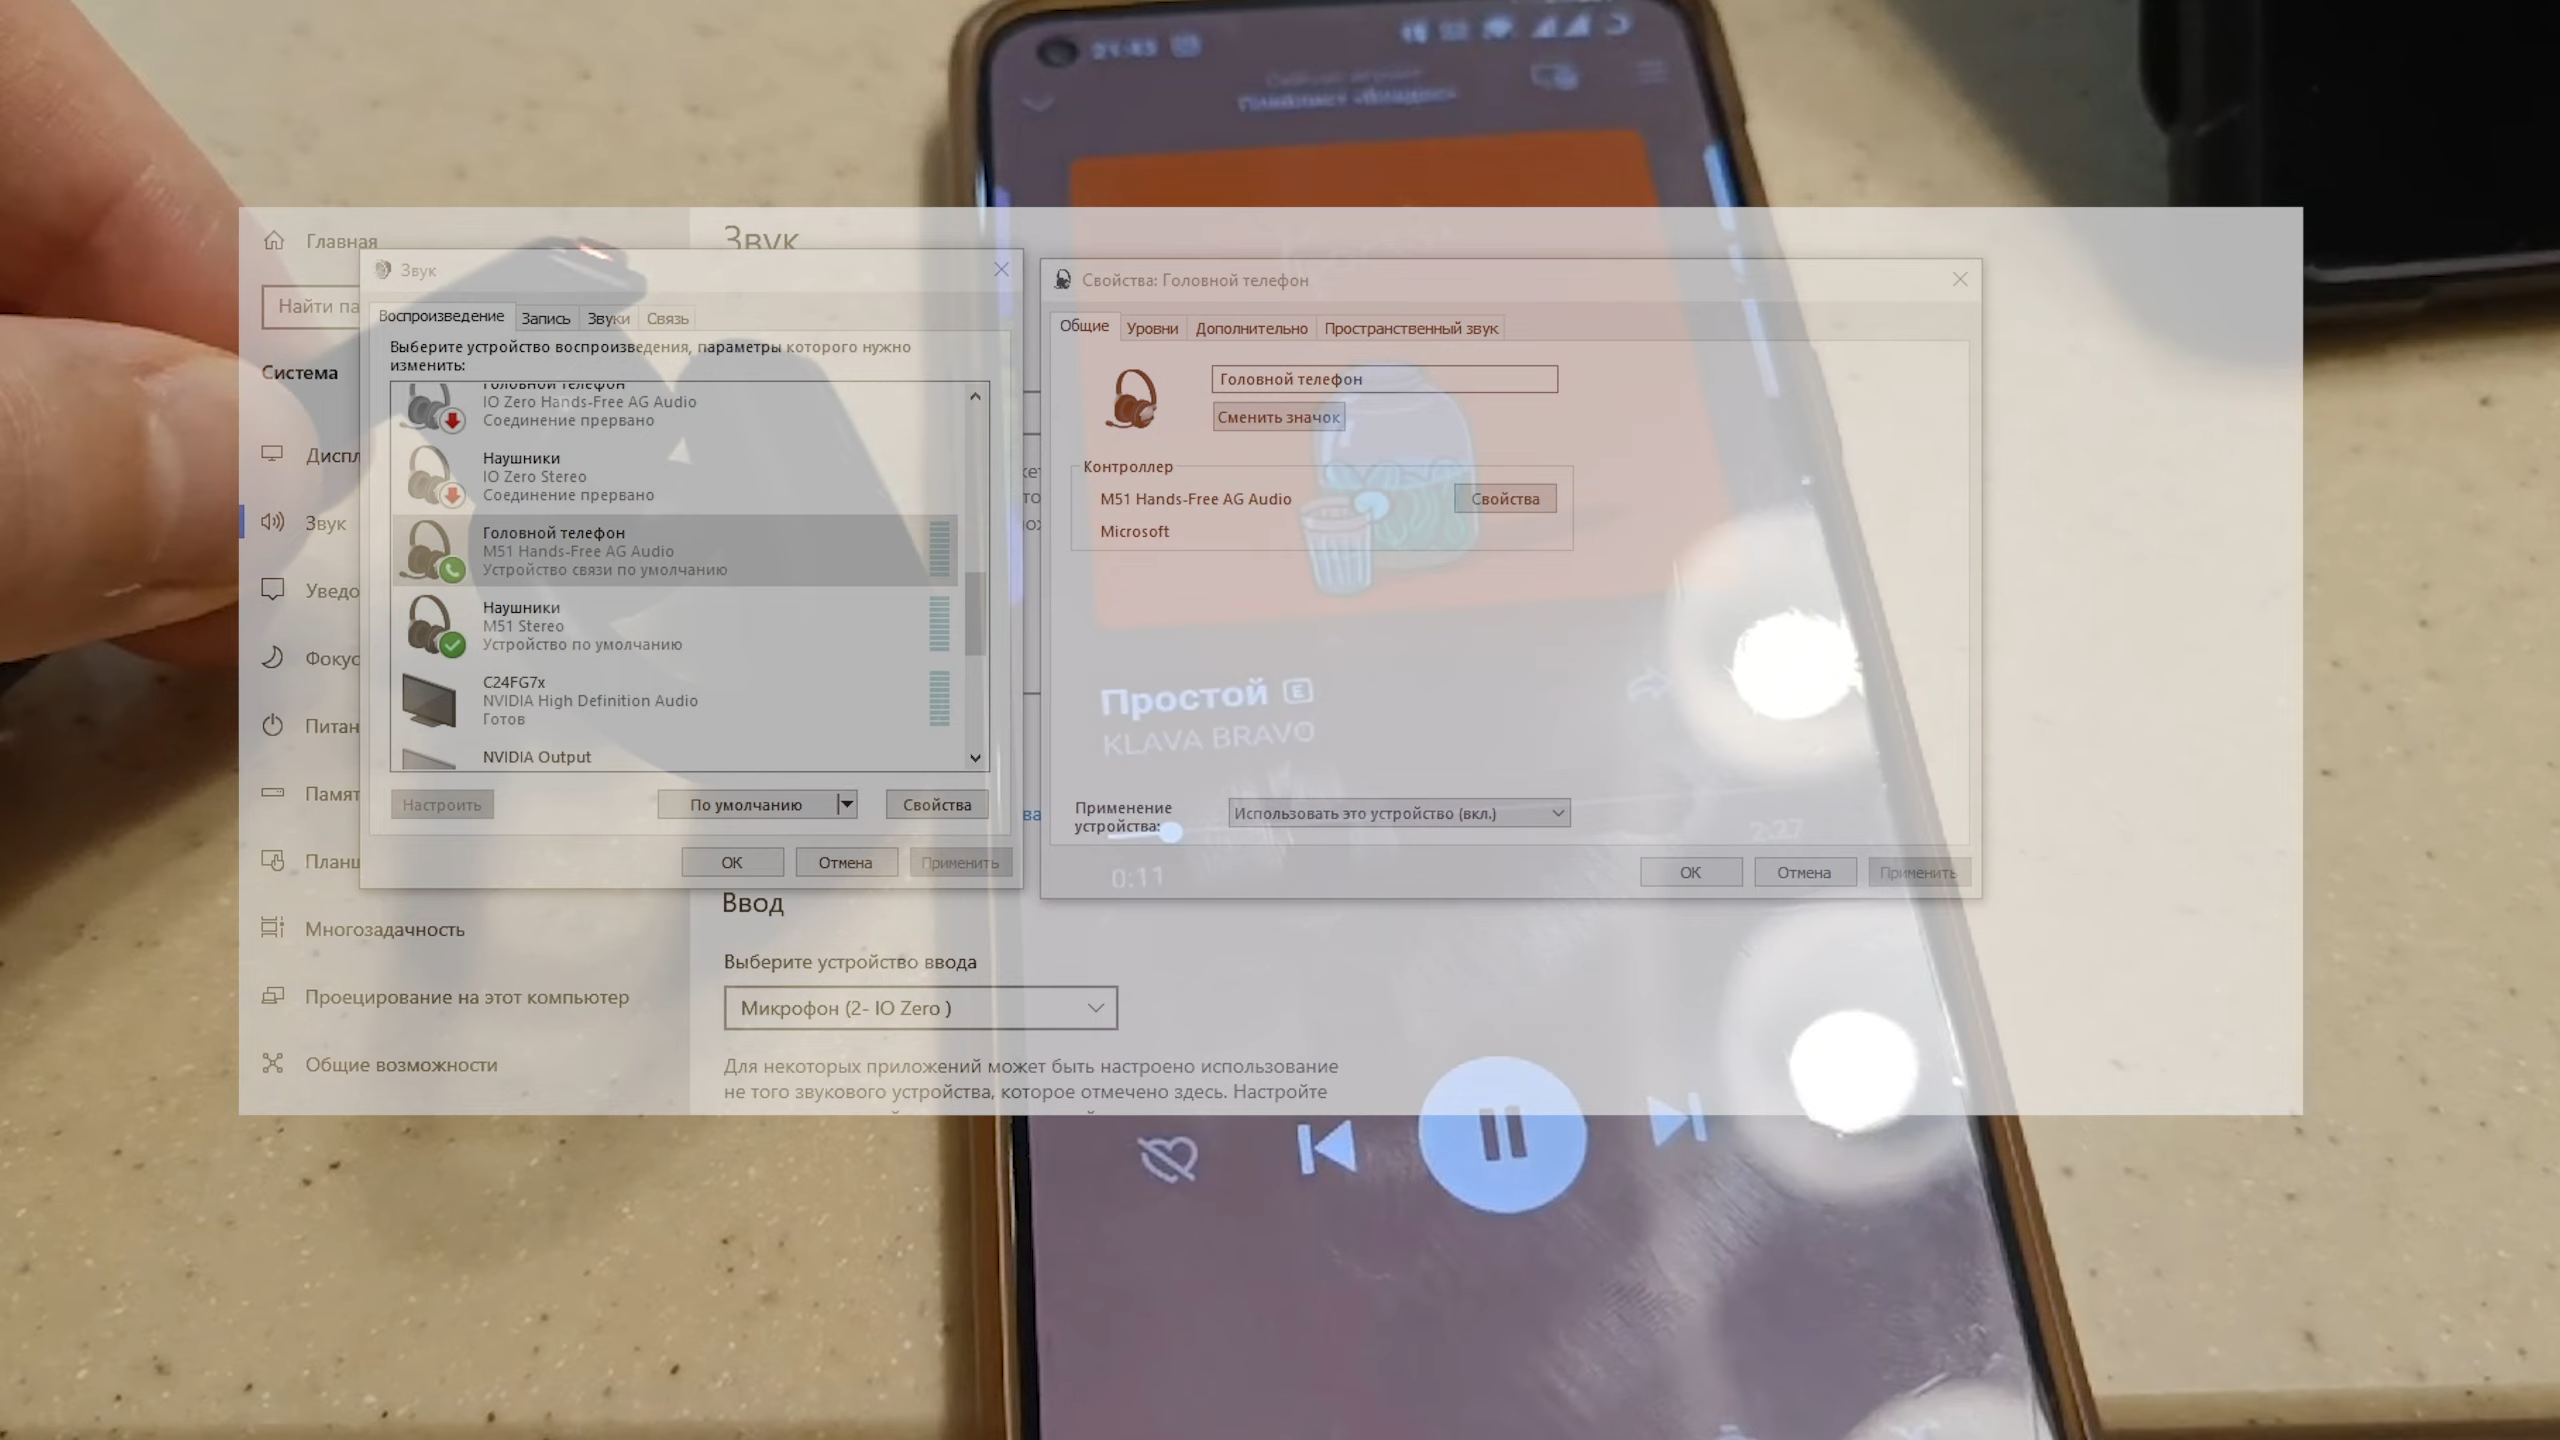 21:43
Главная
Звук
Найти па
Система
Диспл
Звук
Уведо
Фокус
Питан
Памят
Планш
Многозадачность
Проецирование на этот компьютер
Общие возможности
Звук
Воспроизведение
Запись
Звуки
Связь
Выберите устройство воспроизведения, параметры которого нужно
изменить:
Головной телефон
IO Zero Hands-Free AG Audio
Соединение прервано
Наушники
IO Zero Stereo
Соединение прервано
Головной телефон
M51 Hands-Free AG Audio
Устройство связи по умолчанию
Наушники
M51 Stereo
Устройство по умолчанию
C24FG7x
NVIDIA High Definition Audio
Готов
NVIDIA Output
Настроить
По умолчанию
Свойства
ОК
Отмена
Применить
Свойства: Головной телефон
Общие
Уровни
Дополнительно
Пространственный звук
Головной телефон
Сменить значок
Контроллер
M51 Hands-Free AG Audio
Свойства
Microsoft
Простой E
KLAVA BRAVO
Применение
устройства:
Использовать это устройство (вкл.)
2:27
0:11
ОК
Отмена
Применить
Ввод
Выберите устройство ввода
Микрофон (2- IO Zero )
Для некоторых приложений может быть настроено использование
не того звукового устройства, которое отмечено здесь. Настройте